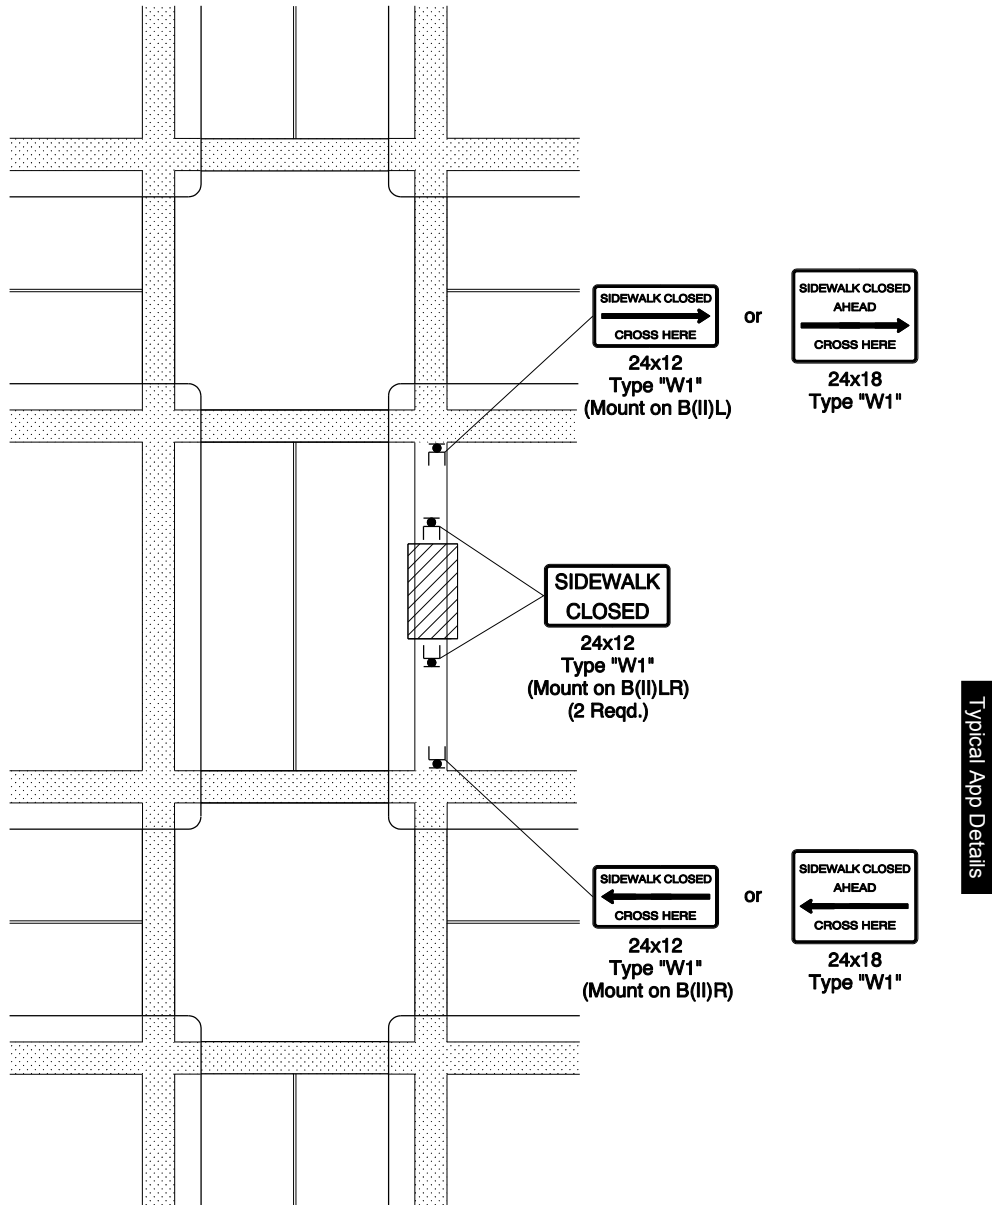 SIDEWALK CLOSED
CROSS HERE
24x12
Type "W1"
(Mount on B(II)L)
or
SIDEWALK CLOSED
AHEAD
CROSS HERE
24x18
Type "W1"
SIDEWALK
CLOSED
24x12
Type "W1"
(Mount on B(II)LR)
(2 Reqd.)
Typical App Details
SIDEWALK CLOSED
CROSS HERE
24x12
Type "W1"
(Mount on B(II)R)
or
SIDEWALK CLOSED
AHEAD
CROSS HERE
24x18
Type "W1"